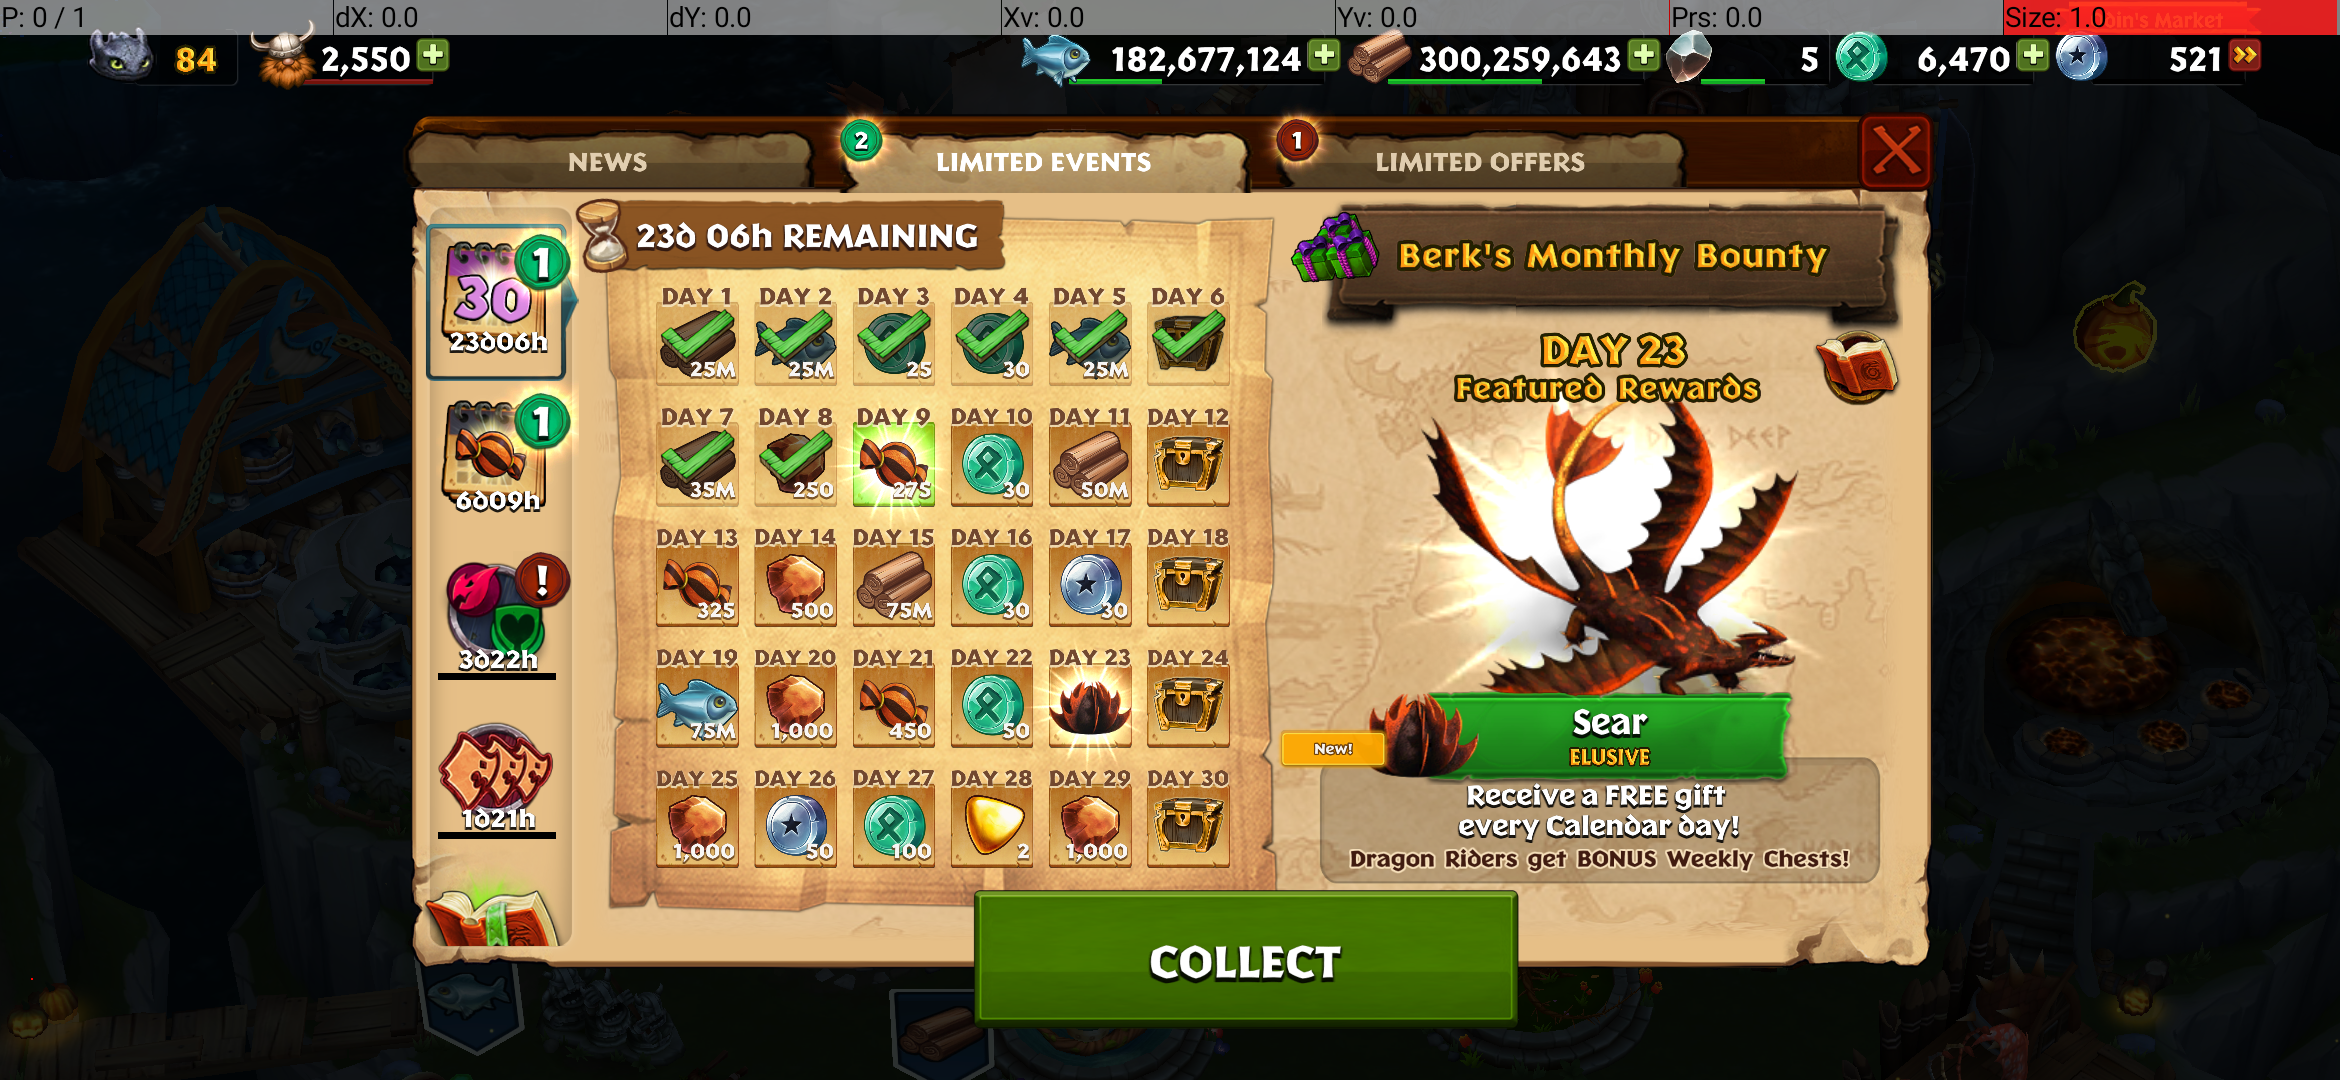 P: 0 / 1 dX: 0.0 dY: 0.0 Xv: 0.0 Yv: 0.0 Prs: 0.0 Size: 1.0
84 2,550 182,677,124 300,259,643 5 6,470 521
NEWS 2 LIMITED EVENTS 1 LIMITED OFFERS
23d 06h REMAINING
Berk's Monthly Bounty
30 1
23d06h
1
6d09h
!
3d22h
1d21h
DAY 1 DAY 2 DAY 3 DAY 4 DAY 5 DAY 6
25M 25M 25 30 25M
DAY 7 DAY 8 DAY 9 DAY 10 DAY 11 DAY 12
35M 250 275 30 50M
DAY 13 DAY 14 DAY 15 DAY 16 DAY 17 DAY 18
325 500 75M 30 30
DAY 19 DAY 20 DAY 21 DAY 22 DAY 23 DAY 24
75M 1,000 450 50
DAY 25 DAY 26 DAY 27 DAY 28 DAY 29 DAY 30
1,000 50 100 2 1,000
DAY 23
Featured Rewards
New!
Sear
ELUSIVE
Receive a FREE gift
every Calendar day!
Dragon Riders get BONUS Weekly Chests!
COLLECT